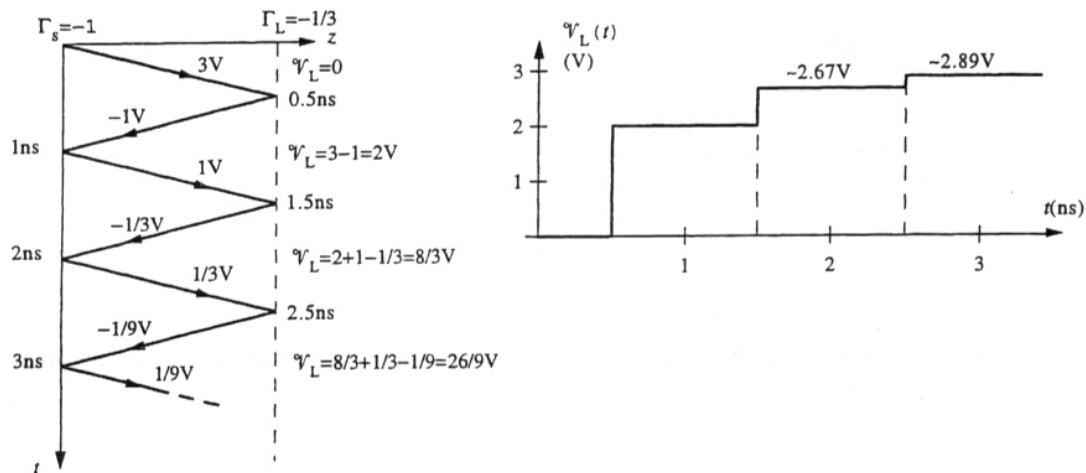 Γs=−1
ΓL=−1/3
z
3V
𝒱L=0
0.5ns
−1V
1ns
𝒱L=3−1=2V
1V
1.5ns
−1/3V
2ns
𝒱L=2+1−1/3=8/3V
1/3V
2.5ns
−1/9V
3ns
𝒱L=8/3+1/3−1/9=26/9V
1/9V
t
𝒱L(t)
(V)
3
~2.67V
~2.89V
2
1
t(ns)
1
2
3